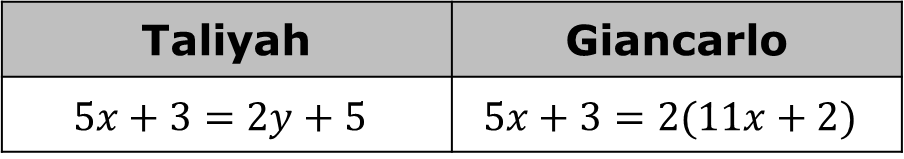 Taliyah Giancarlo
5x + 3 = 2y + 5 5x + 3 = 2(11x + 2)